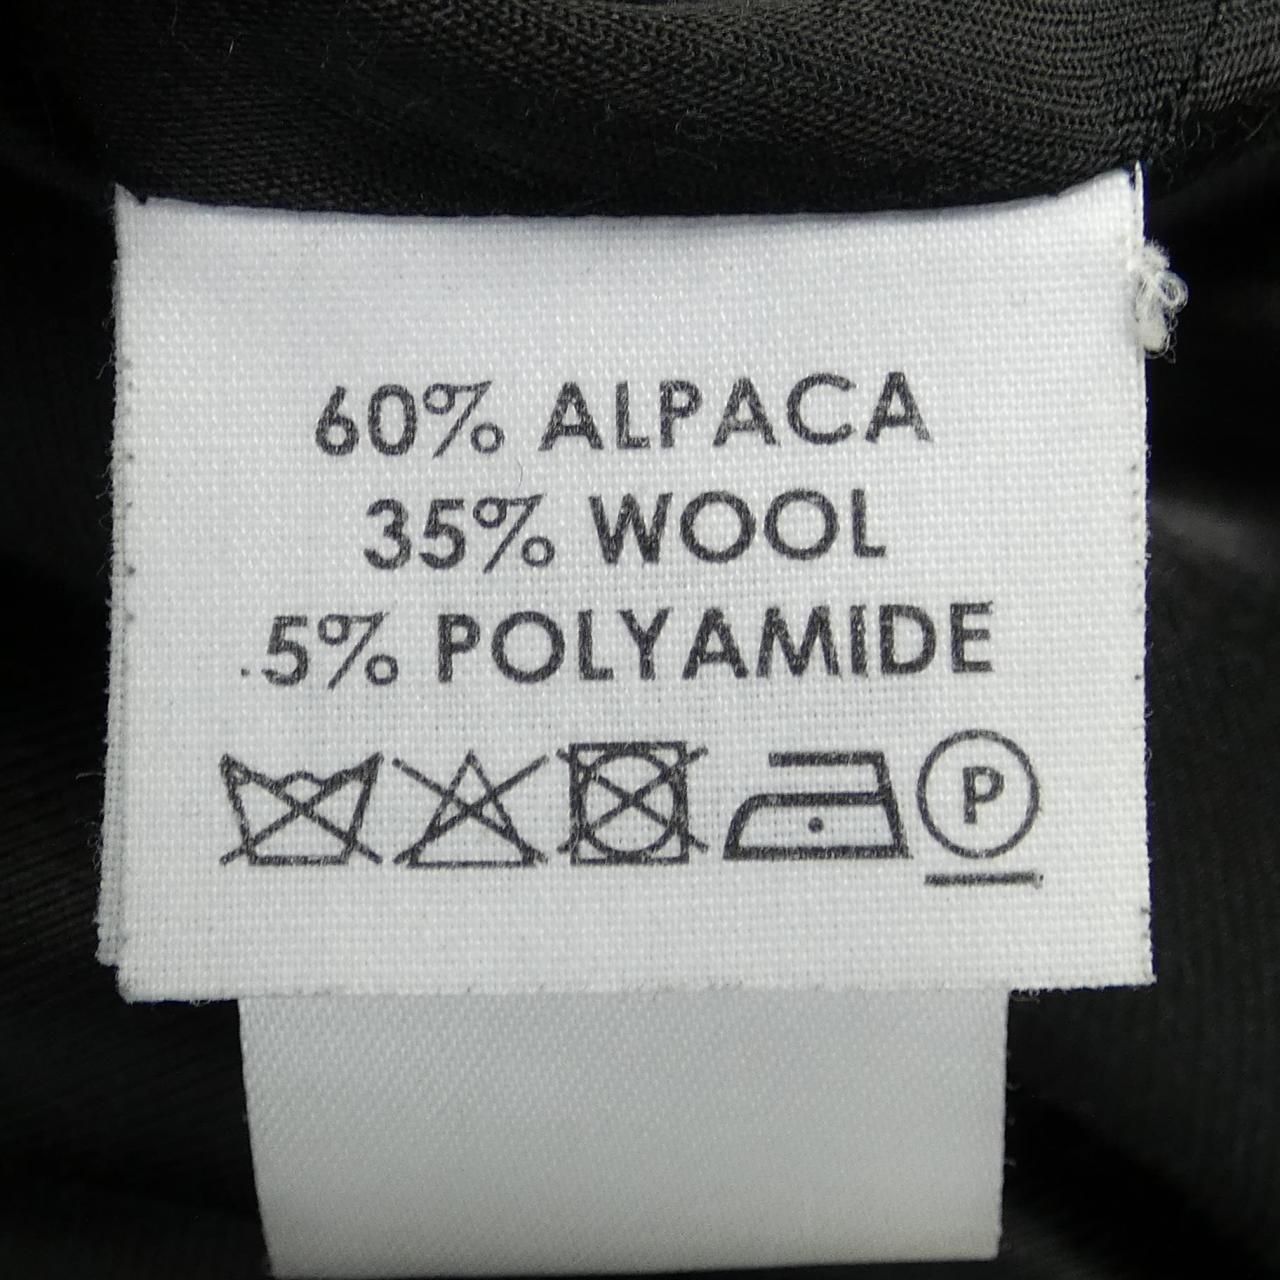 60% ALPACA
35% WOOL
5% POLYAMIDE
P